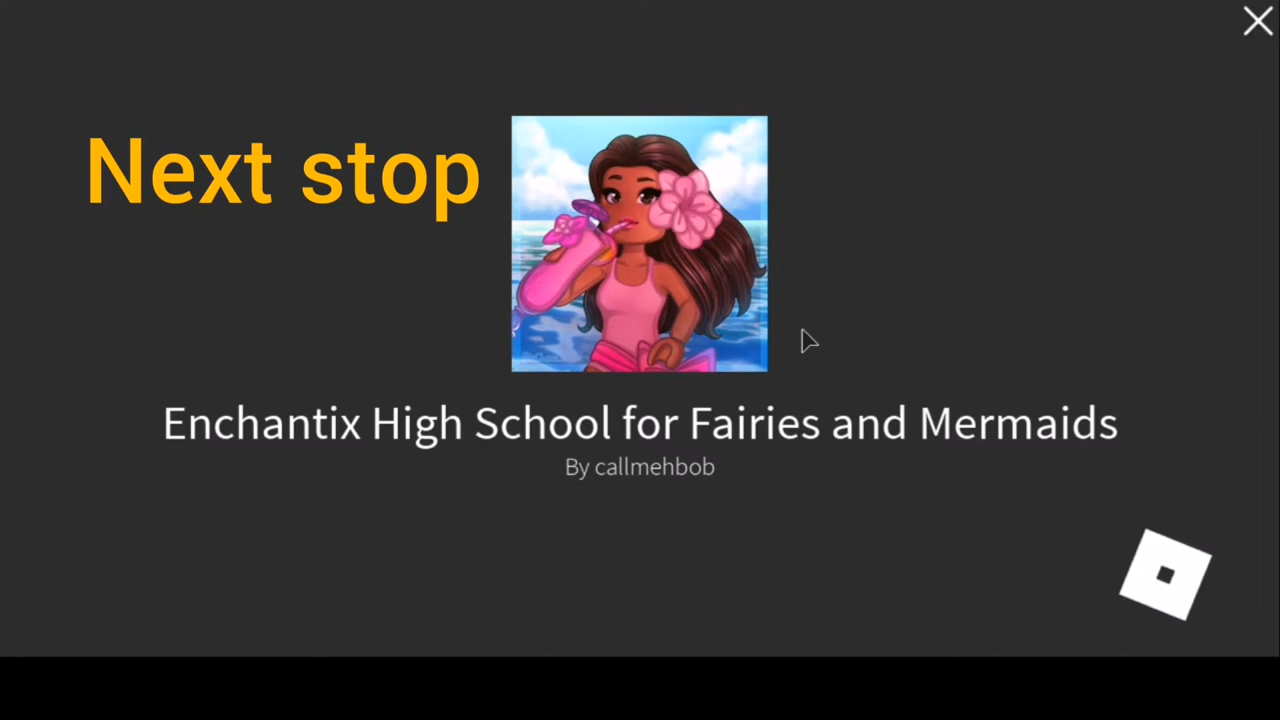 Next stop
Enchantix High School for Fairies and Mermaids
By callmehbob